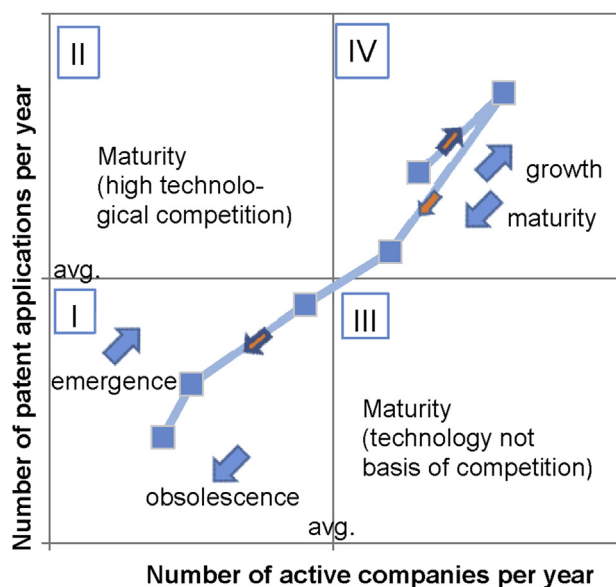 II
IV
Maturity
(high technolo-
gical competition)
growth
maturity
avg.
I
III
emergence
Maturity
(technology not
basis of competition)
obsolescence
avg.
Number of patent applications per year
Number of active companies per year